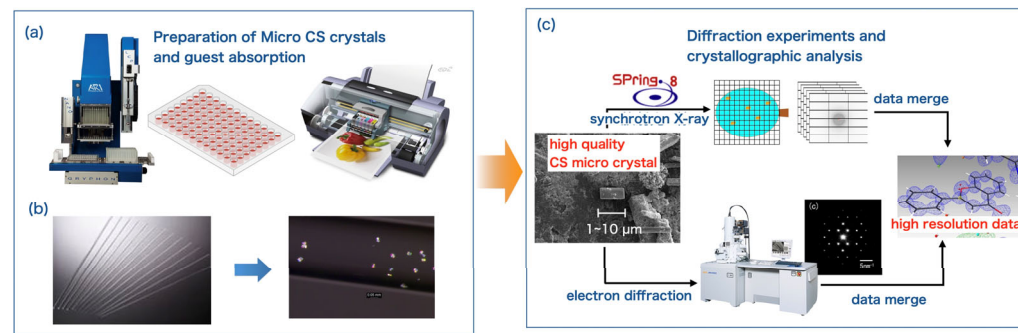 (a)
Preparation of Micro CS crystals
and guest absorption
GRYPHON
(b)
(c)
Diffraction experiments and
crystallographic analysis
SPring.8
synchrotron X-ray
data merge
high quality
CS micro crystal
1~10 μm
(c)
high resolution data
electron diffraction
data merge